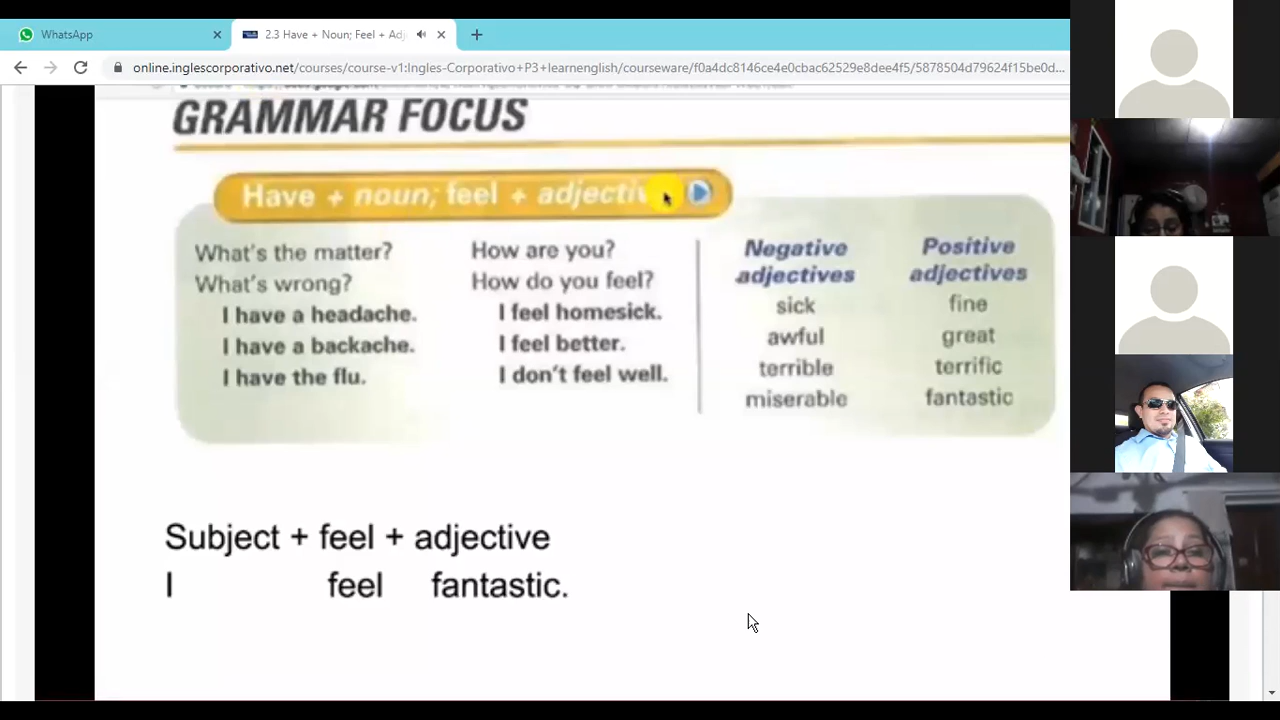 WhatsApp
2.3 Have + Noun; Feel + Adj
online.inglescorporativo.net/courses/course-v1:Ingles-Corporativo+P3+learnenglish/courseware/f0a4dc8146ce4e0cbac62529e8dee4f5/5878504d79624f15be0d...
GRAMMAR FOCUS
Have + noun; feel + adjectiv
What's the matter?
What's wrong?
I have a headache.
I have a backache.
I have the flu.
How are you?
How do you feel?
I feel homesick.
I feel better.
I don't feel well.
Negative
adjectives
sick
awful
terrible
miserable
Positive
adjectives
fine
great
terrific
fantastic
Subject + feel + adjective
I feel fantastic.